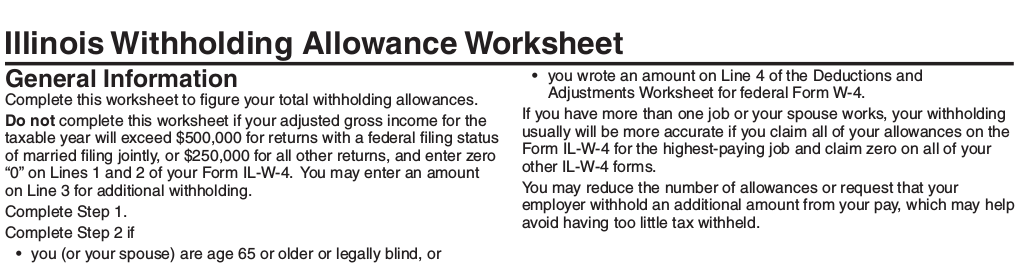 Illinois Withholding Allowance Worksheet
General Information
Complete this worksheet to figure your total withholding allowances.
Do not complete this worksheet if your adjusted gross income for the
taxable year will exceed $500,000 for returns with a federal filing status
of married filing jointly, or $250,000 for all other returns, and enter zero
“0” on Lines 1 and 2 of your Form IL-W-4. You may enter an amount
on Line 3 for additional withholding.
Complete Step 1.
Complete Step 2 if
• you (or your spouse) are age 65 or older or legally blind, or
• you wrote an amount on Line 4 of the Deductions and
Adjustments Worksheet for federal Form W-4.
If you have more than one job or your spouse works, your withholding
usually will be more accurate if you claim all of your allowances on the
Form IL-W-4 for the highest-paying job and claim zero on all of your
other IL-W-4 forms.
You may reduce the number of allowances or request that your
employer withhold an additional amount from your pay, which may help
avoid having too little tax withheld.